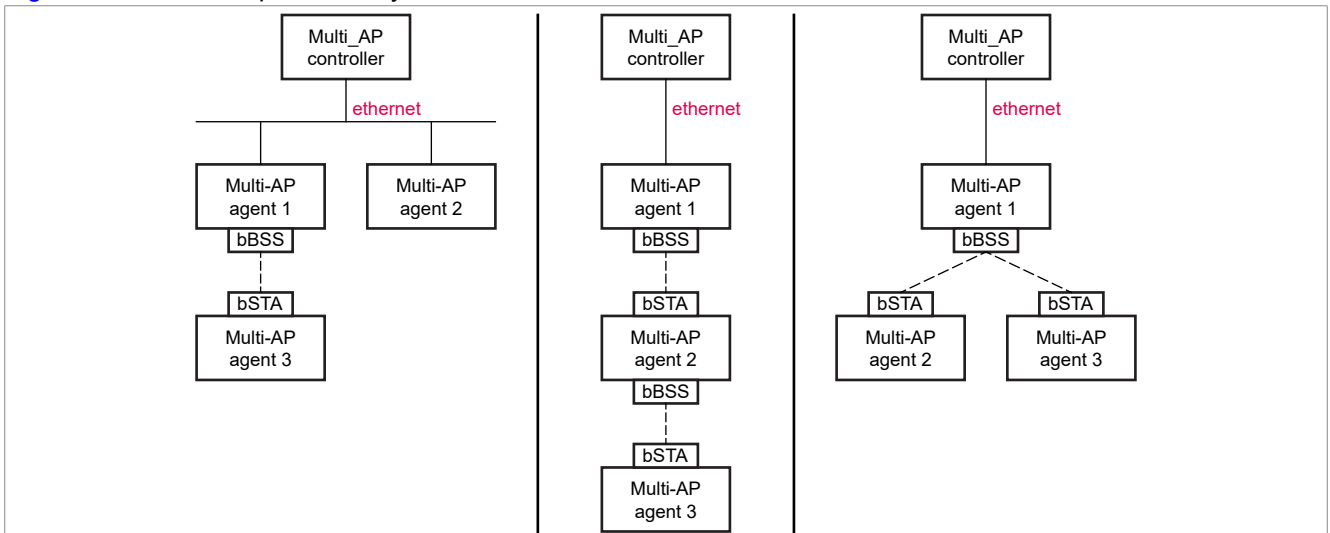 Multi_AP
controller
ethernet
Multi-AP
agent 1
bBSS
Multi-AP
agent 2
bSTA
Multi-AP
agent 3
Multi_AP
controller
ethernet
Multi-AP
agent 1
bBSS
bSTA
Multi-AP
agent 2
bBSS
bSTA
Multi-AP
agent 3
Multi_AP
controller
ethernet
Multi-AP
agent 1
bBSS
bSTA
Multi-AP
agent 2
bSTA
Multi-AP
agent 3